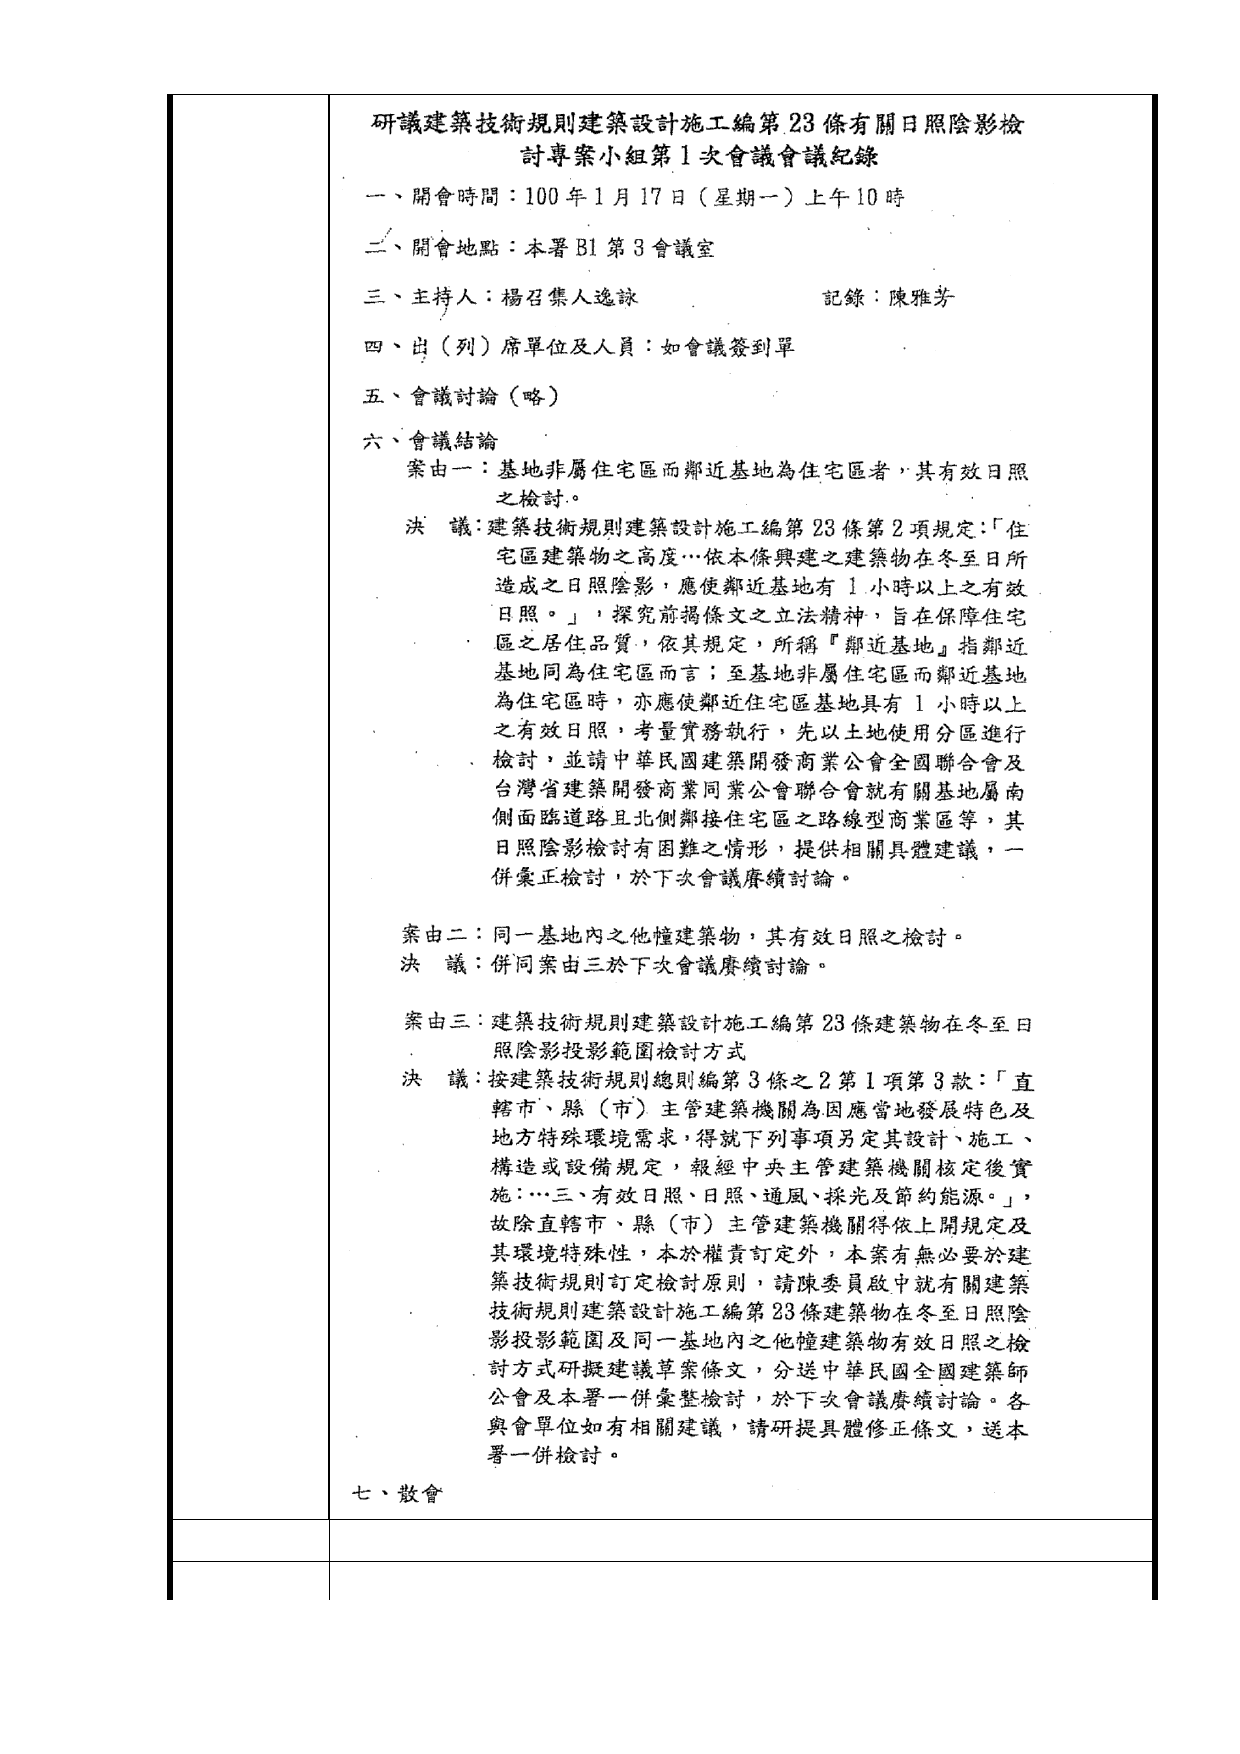 研議建築技術規則建築設計施工編第 23 條有關日照陰影檢
討專案小組第 1 次會議會議紀錄
一、開會時間：100 年 1 月 17 日（星期一）上午 10 時
二、開會地點：本署 B1 第 3 會議室
三、主持人：楊召集人逸詠 記錄：陳雅芳
四、出（列）席單位及人員：如會議簽到單
五、會議討論（略）
六、會議結論
案由一：基地非屬住宅區而鄰近基地為住宅區者，其有效日照
之檢討。
決 議：建築技術規則建築設計施工編第 23 條第 2 項規定：「住
宅區建築物之高度…依本條興建之建築物在冬至日所
造成之日照陰影，應使鄰近基地有 1 小時以上之有效
日照。」，探究前揭條文之立法精神，旨在保障住宅
區之居住品質，依其規定，所稱『鄰近基地』指鄰近
基地同為住宅區而言；至基地非屬住宅區而鄰近基地
為住宅區時，亦應使鄰近住宅區基地具有 1 小時以上
之有效日照，考量實務執行，先以土地使用分區進行
檢討，並請中華民國建築開發商業公會全國聯合會及
台灣省建築開發商業同業公會聯合會就有關基地屬南
側面臨道路且北側鄰接住宅區之路線型商業區等，其
日照陰影檢討有困難之情形，提供相關具體建議，一
併彙正檢討，於下次會議賡續討論。
案由二：同一基地內之他幢建築物，其有效日照之檢討。
決 議：併同案由三於下次會議賡續討論。
案由三：建築技術規則建築設計施工編第 23 條建築物在冬至日
照陰影投影範圍檢討方式
決 議：按建築技術規則總則編第 3 條之 2 第 1 項第 3 款：「直
轄市、縣（市）主管建築機關為因應當地發展特色及
地方特殊環境需求，得就下列事項另定其設計、施工、
構造或設備規定，報經中央主管建築機關核定後實
施：…三、有效日照、日照、通風、採光及節約能源。」，
故除直轄市、縣（市）主管建築機關得依上開規定及
其環境特殊性，本於權責訂定外，本案有無必要於建
築技術規則訂定檢討原則，請陳委員啟中就有關建築
技術規則建築設計施工編第 23 條建築物在冬至日照陰
影投影範圍及同一基地內之他幢建築物有效日照之檢
討方式研擬建議草案條文，分送中華民國全國建築師
公會及本署一併彙整檢討，於下次會議賡續討論。各
與會單位如有相關建議，請研提具體修正條文，送本
署一併檢討。
七、散會